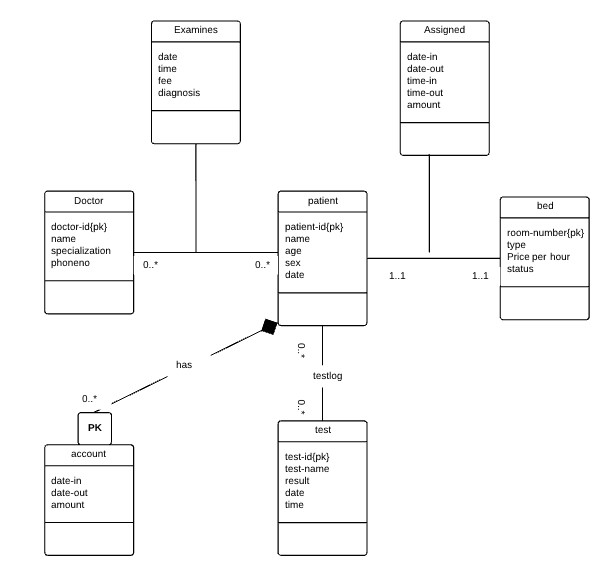 Examines
date
time
fee
diagnosis
Assigned
date-in
date-out
time-in
time-out
amount
Doctor
doctor-id{pk}
name
specialization
phoneno
patient
patient-id{pk}
name
age
sex
date
bed
room-number{pk}
type
Price per hour
status
0..*
0..*
1..1
1..1
has
0..*
0..*
testlog
0..*
PK
account
date-in
date-out
amount
test
test-id{pk}
test-name
result
date
time